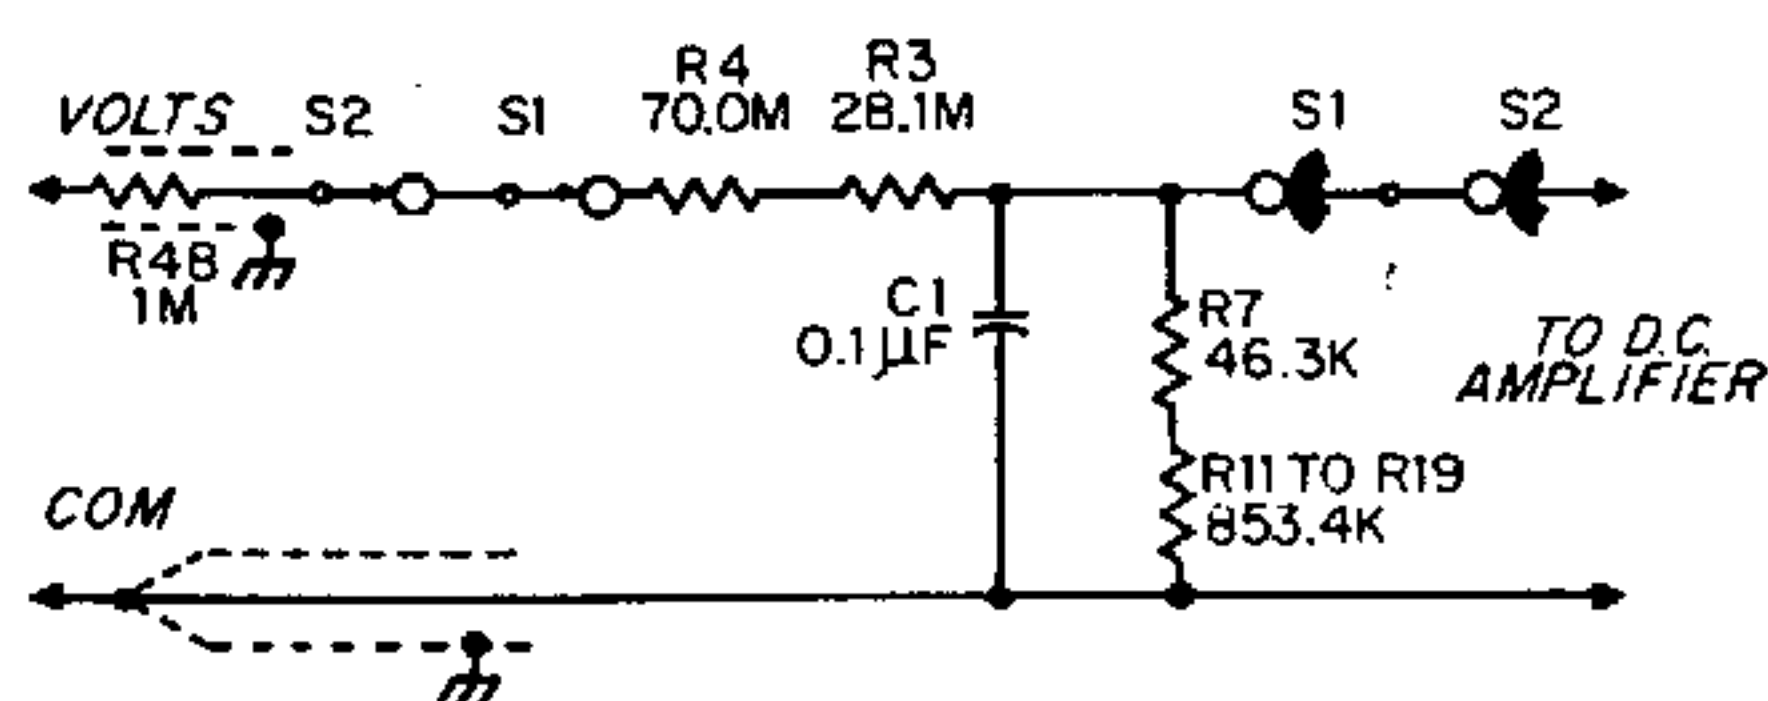 VOLTS
S2
S1
R4
70.0M
R3
28.1M
S1
S2
R48
1M
C1
0.1μF
R7
46.3K
TO D.C.
AMPLIFIER
R11 TO R19
853.4K
COM